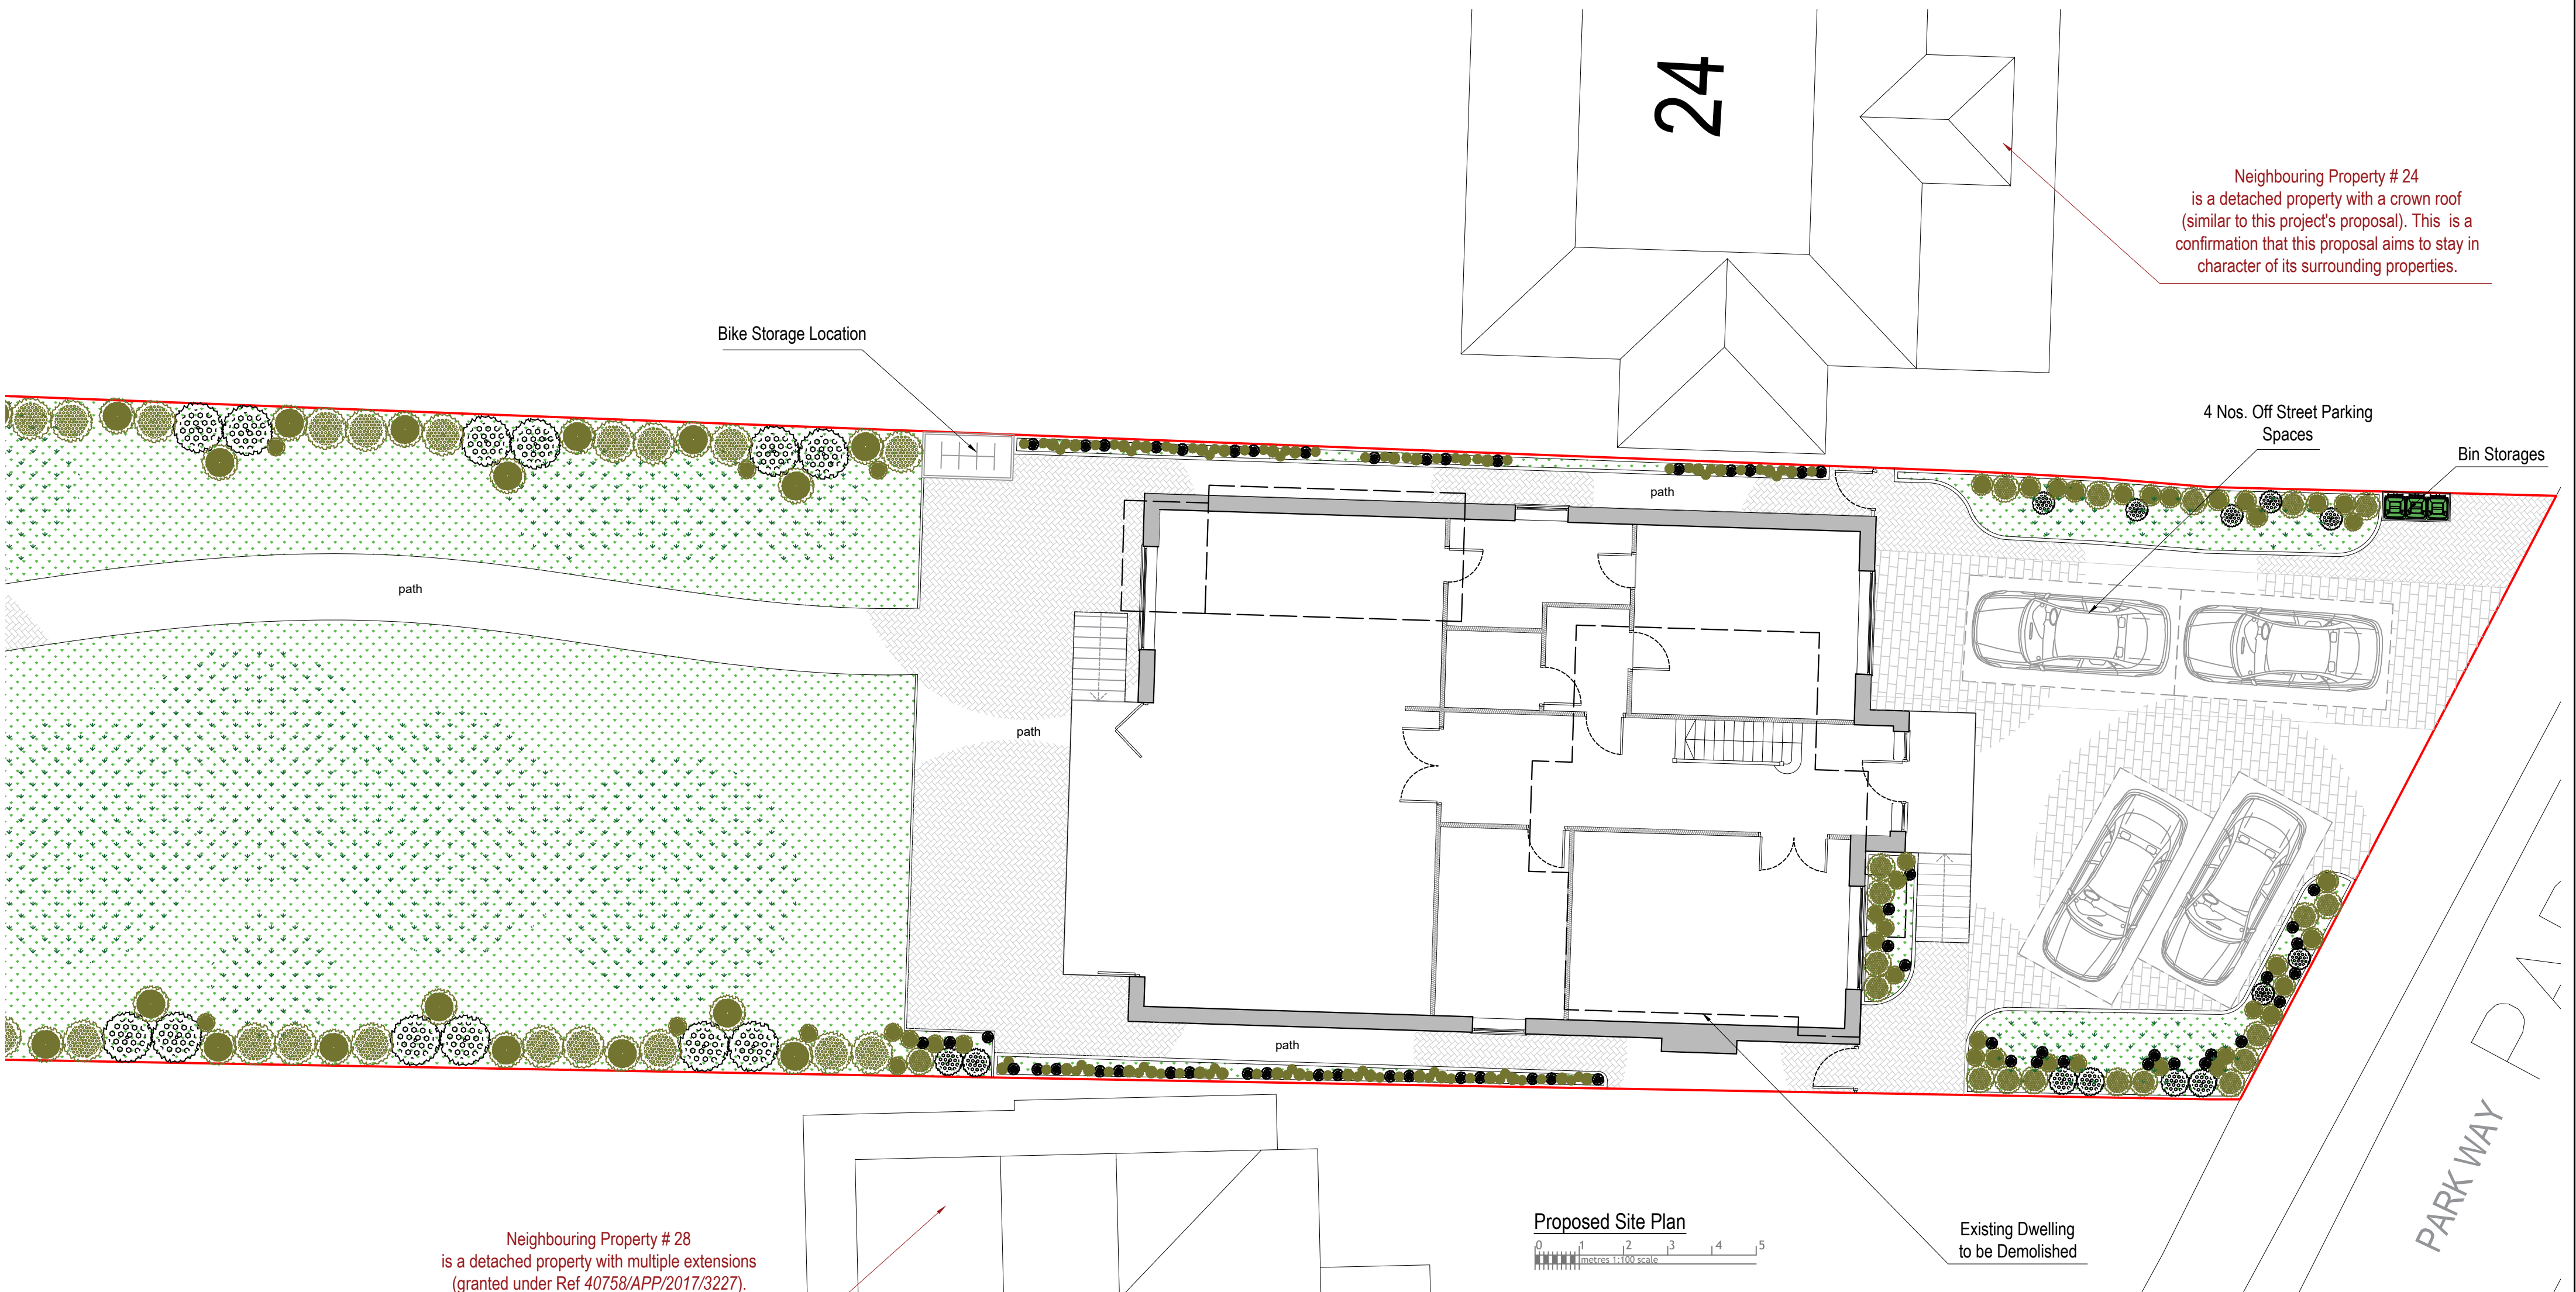 24
Neighbouring Property # 24
is a detached property with a crown roof
(similar to this project's proposal). This is a
confirmation that this proposal aims to stay in
character of its surrounding properties.
Bike Storage Location
4 Nos. Off Street Parking
Spaces
Bin Storages
path
path
path
path
PARK WAY
Proposed Site Plan
0 1 2 3 4 5
metres 1:100 scale
Existing Dwelling
to be Demolished
Neighbouring Property # 28
is a detached property with multiple extensions
(granted under Ref 40758/APP/2017/3227).